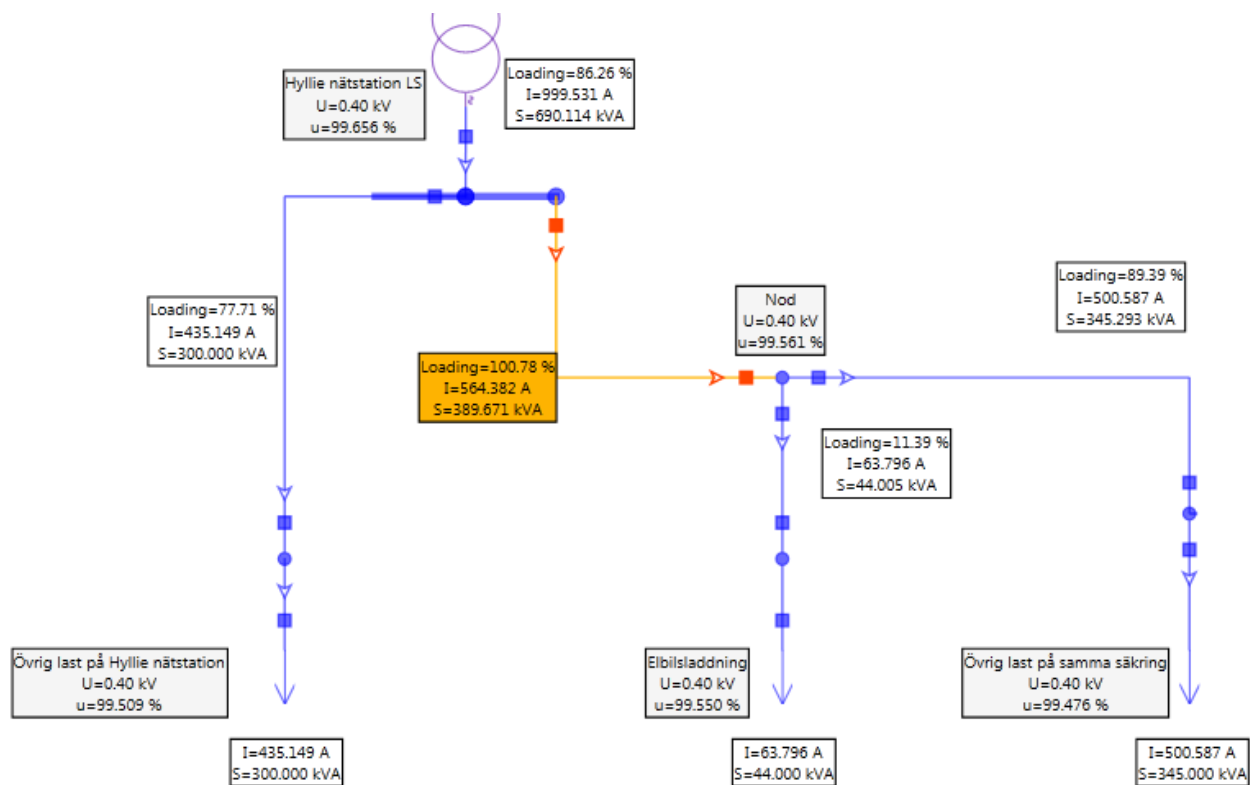 Hyllie nätstation LS
U=0.40 kV
u=99.656 %
Loading=86.26 %
I=999.531 A
S=690.114 kVA
Loading=77.71 %
I=435.149 A
S=300.000 kVA
Loading=100.78 %
I=564.382 A
S=389.671 kVA
Nod
U=0.40 kV
u=99.561 %
Loading=89.39 %
I=500.587 A
S=345.293 kVA
Loading=11.39 %
I=63.796 A
S=44.005 kVA
Övrig last på Hyllie nätstation
U=0.40 kV
u=99.509 %
Elbilsladdning
U=0.40 kV
u=99.550 %
Övrig last på samma säkring
U=0.40 kV
u=99.476 %
I=435.149 A
S=300.000 kVA
I=63.796 A
S=44.000 kVA
I=500.587 A
S=345.000 kVA